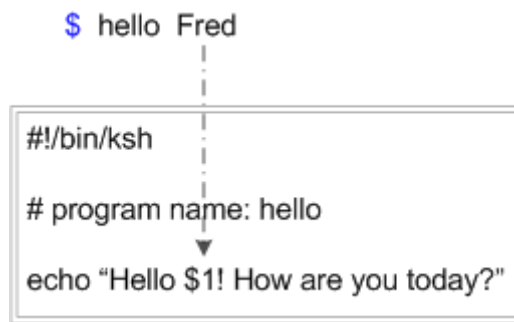 $ hello Fred
#!/bin/ksh
# program name: hello
echo “Hello $1! How are you today?”